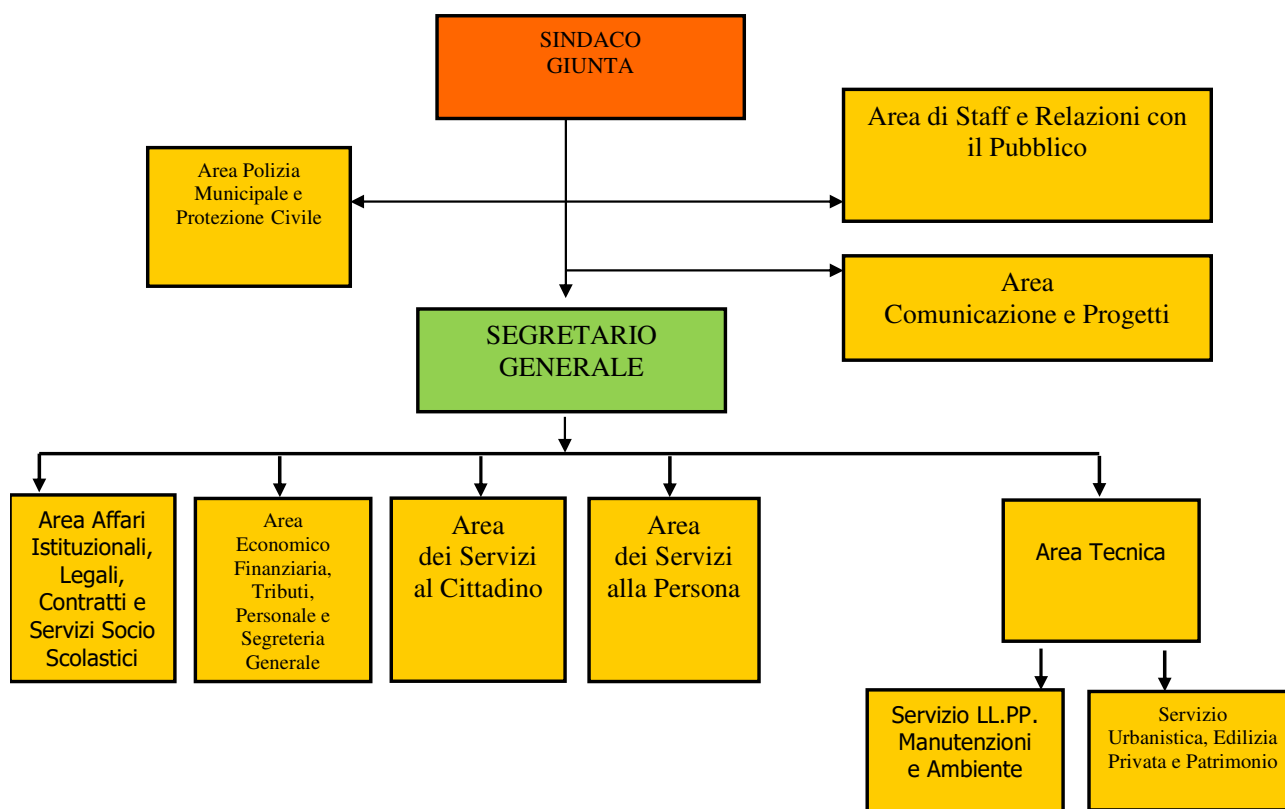 SINDACO
GIUNTA
Area di Staff e Relazioni con
il Pubblico
Area Polizia
Municipale e
Protezione Civile
Area
Comunicazione e Progetti
SEGRETARIO
GENERALE
Area Affari
Istituzionali,
Legali,
Contratti e
Servizi Socio
Scolastici
Area
Economico
Finanziaria,
Tributi,
Personale e
Segreteria
Generale
Area
dei Servizi
al Cittadino
Area
dei Servizi
alla Persona
Area Tecnica
Servizio LL.PP.
Manutenzioni
e Ambiente
Servizio
Urbanistica, Edilizia
Privata e Patrimonio